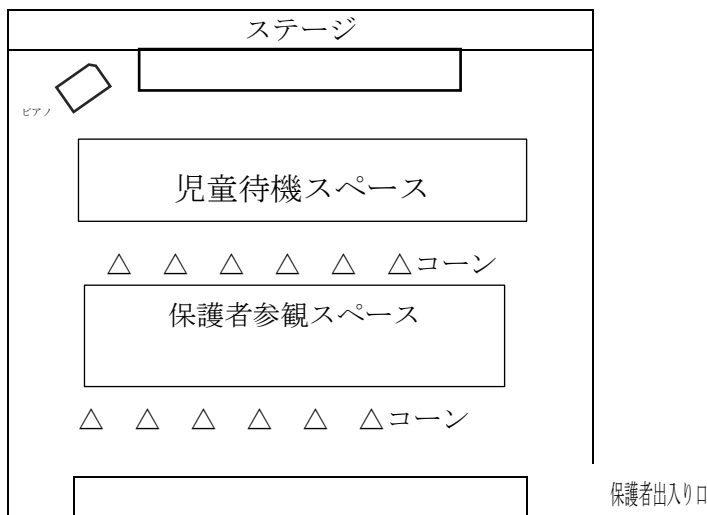 ステージ
ピアノ
児童待機スペース
△ △ △ △ △ △コーン
保護者参観スペース
△ △ △ △ △ △コーン
保護者出入り口